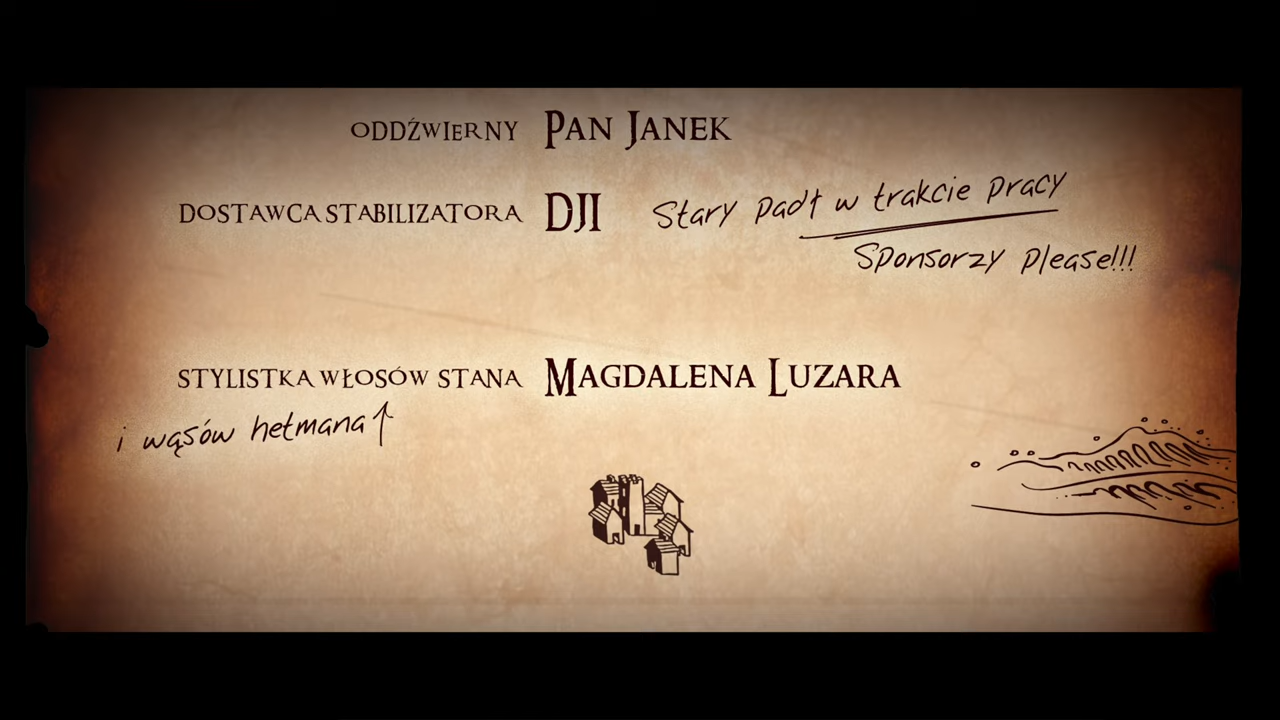 ODDŹWIERNY PAN JANEK
DOSTAWCA STABILIZATORA DJI Stary padł w trakcie pracy
Sponsorzy please!!!
STYLISTKA WŁOSÓW STANA MAGDALENA LUZARA
i wąsów hetmana